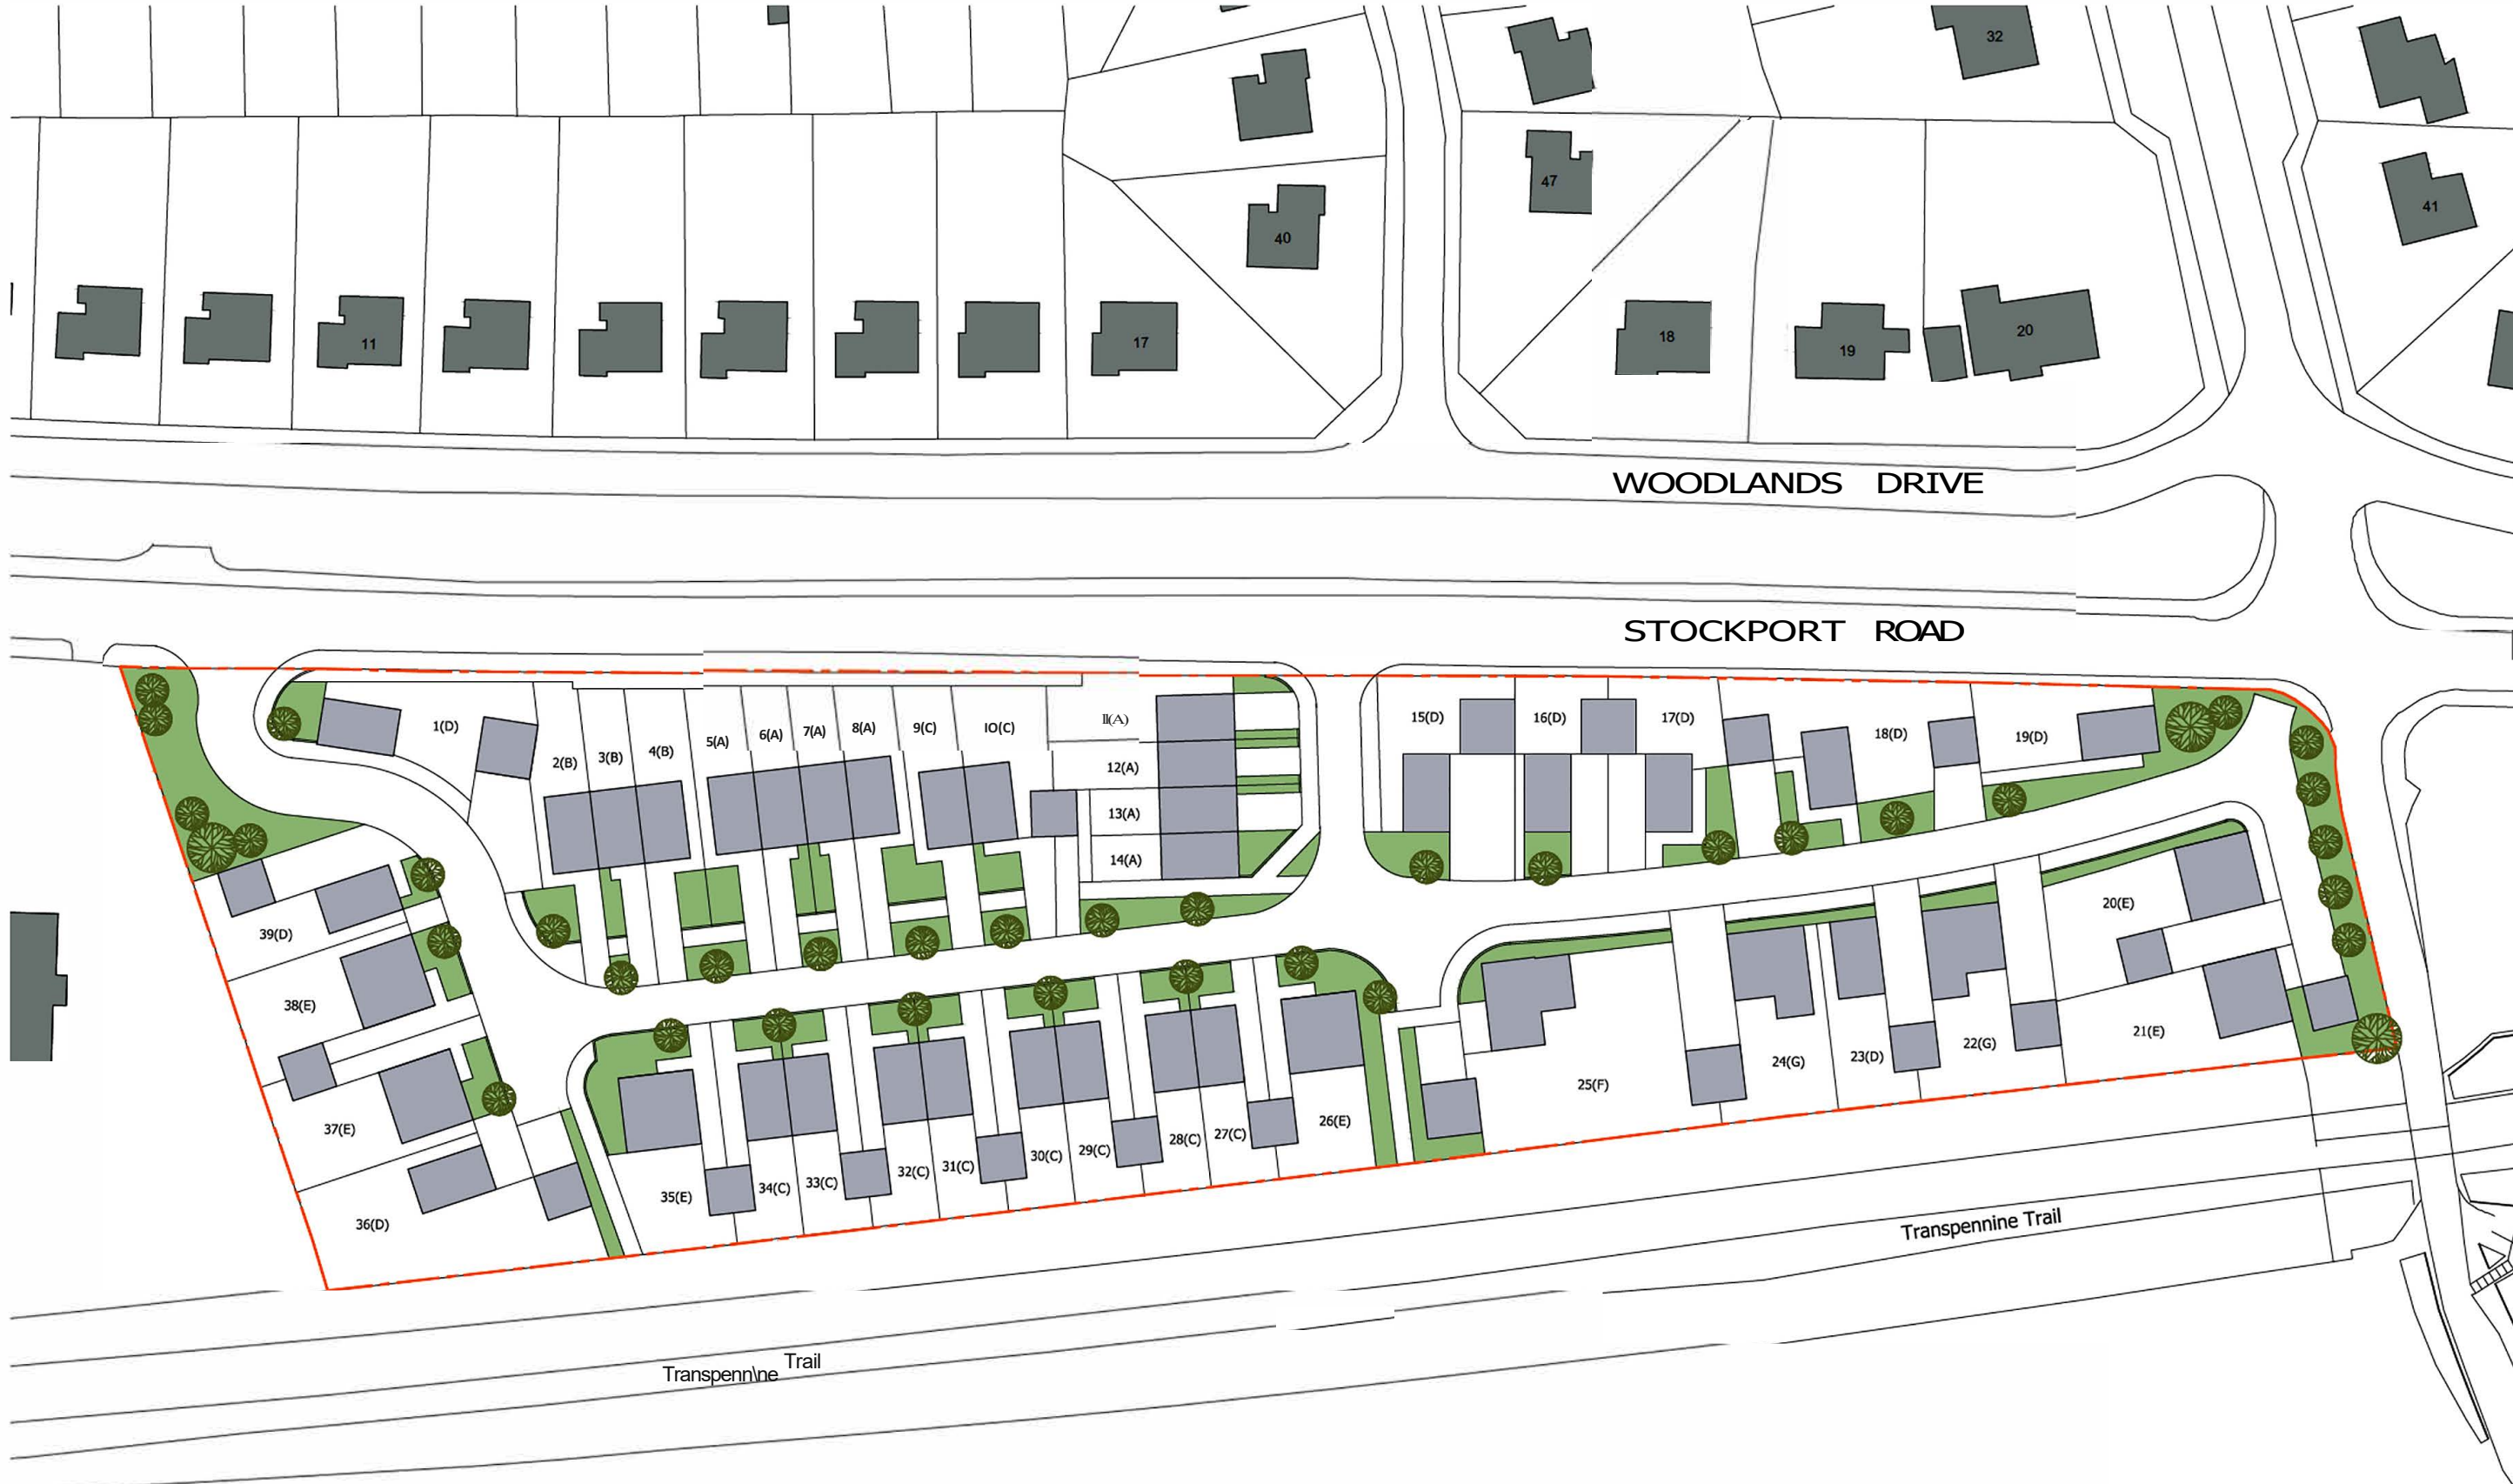 32
47
41
40
11
17
18
19
20
WOODLANDS DRIVE
STOCKPORT ROAD
1(D)
2(B)
3(B)
4(B)
5(A)
6(A)
7(A)
8(A)
9(C)
IO(C)
II(A)
12(A)
13(A)
14(A)
15(D)
16(D)
17(D)
18(D)
19(D)
20(E)
21(E)
22(G)
23(D)
24(G)
25(F)
26(E)
27(C)
28(C)
29(C)
30(C)
31(C)
32(C)
33(C)
34(C)
35(E)
36(D)
37(E)
38(E)
39(D)
Transpennine Trail
Transpenn\ne Trail